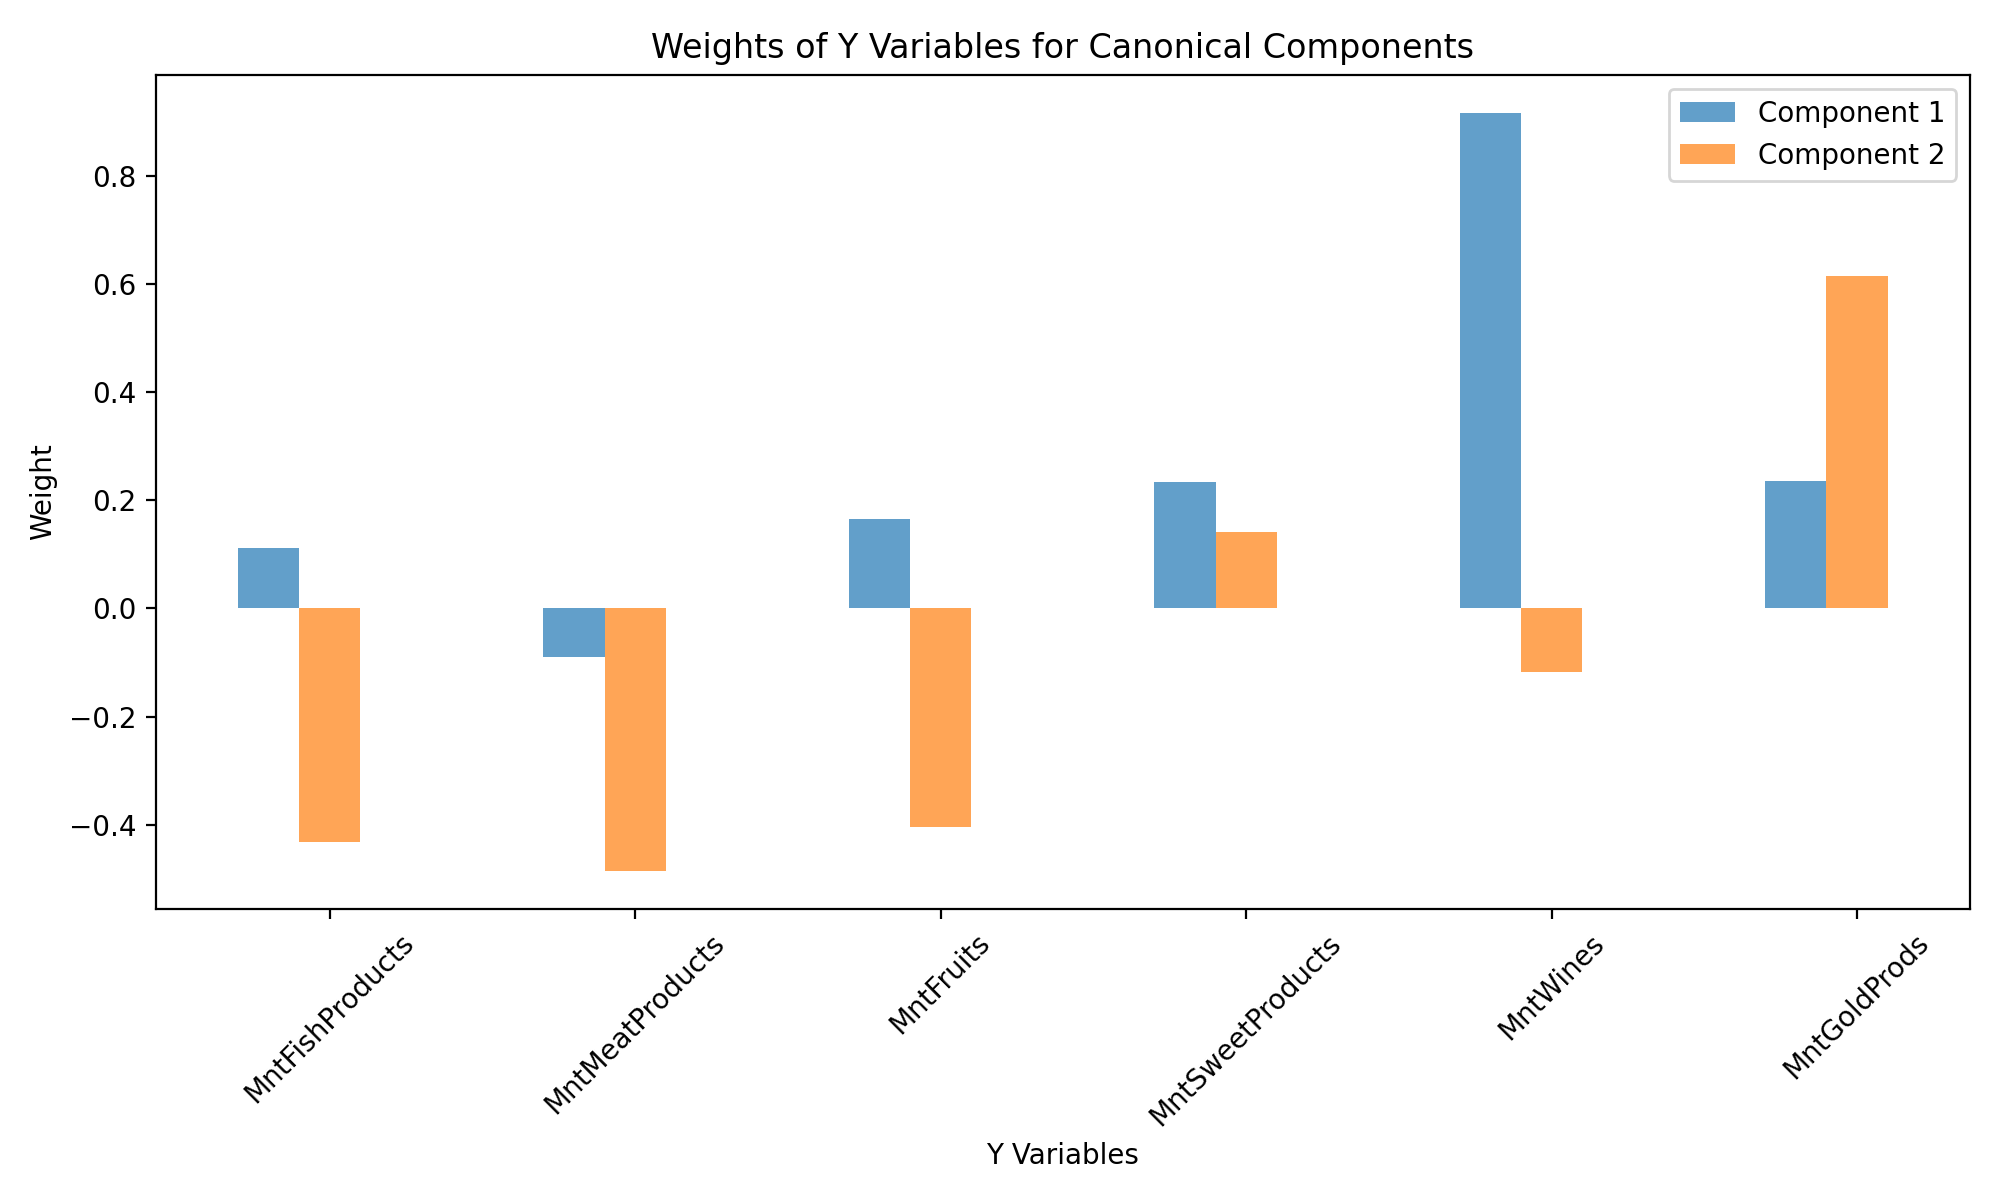 Weights of Y Variables for Canonical Components
Component 1
Component 2
Weight
0.8
0.6
0.4
0.2
0.0
−0.2
−0.4
MntFishProducts
MntMeatProducts
MntFruits
MntSweetProducts
MntWines
MntGoldProds
Y Variables